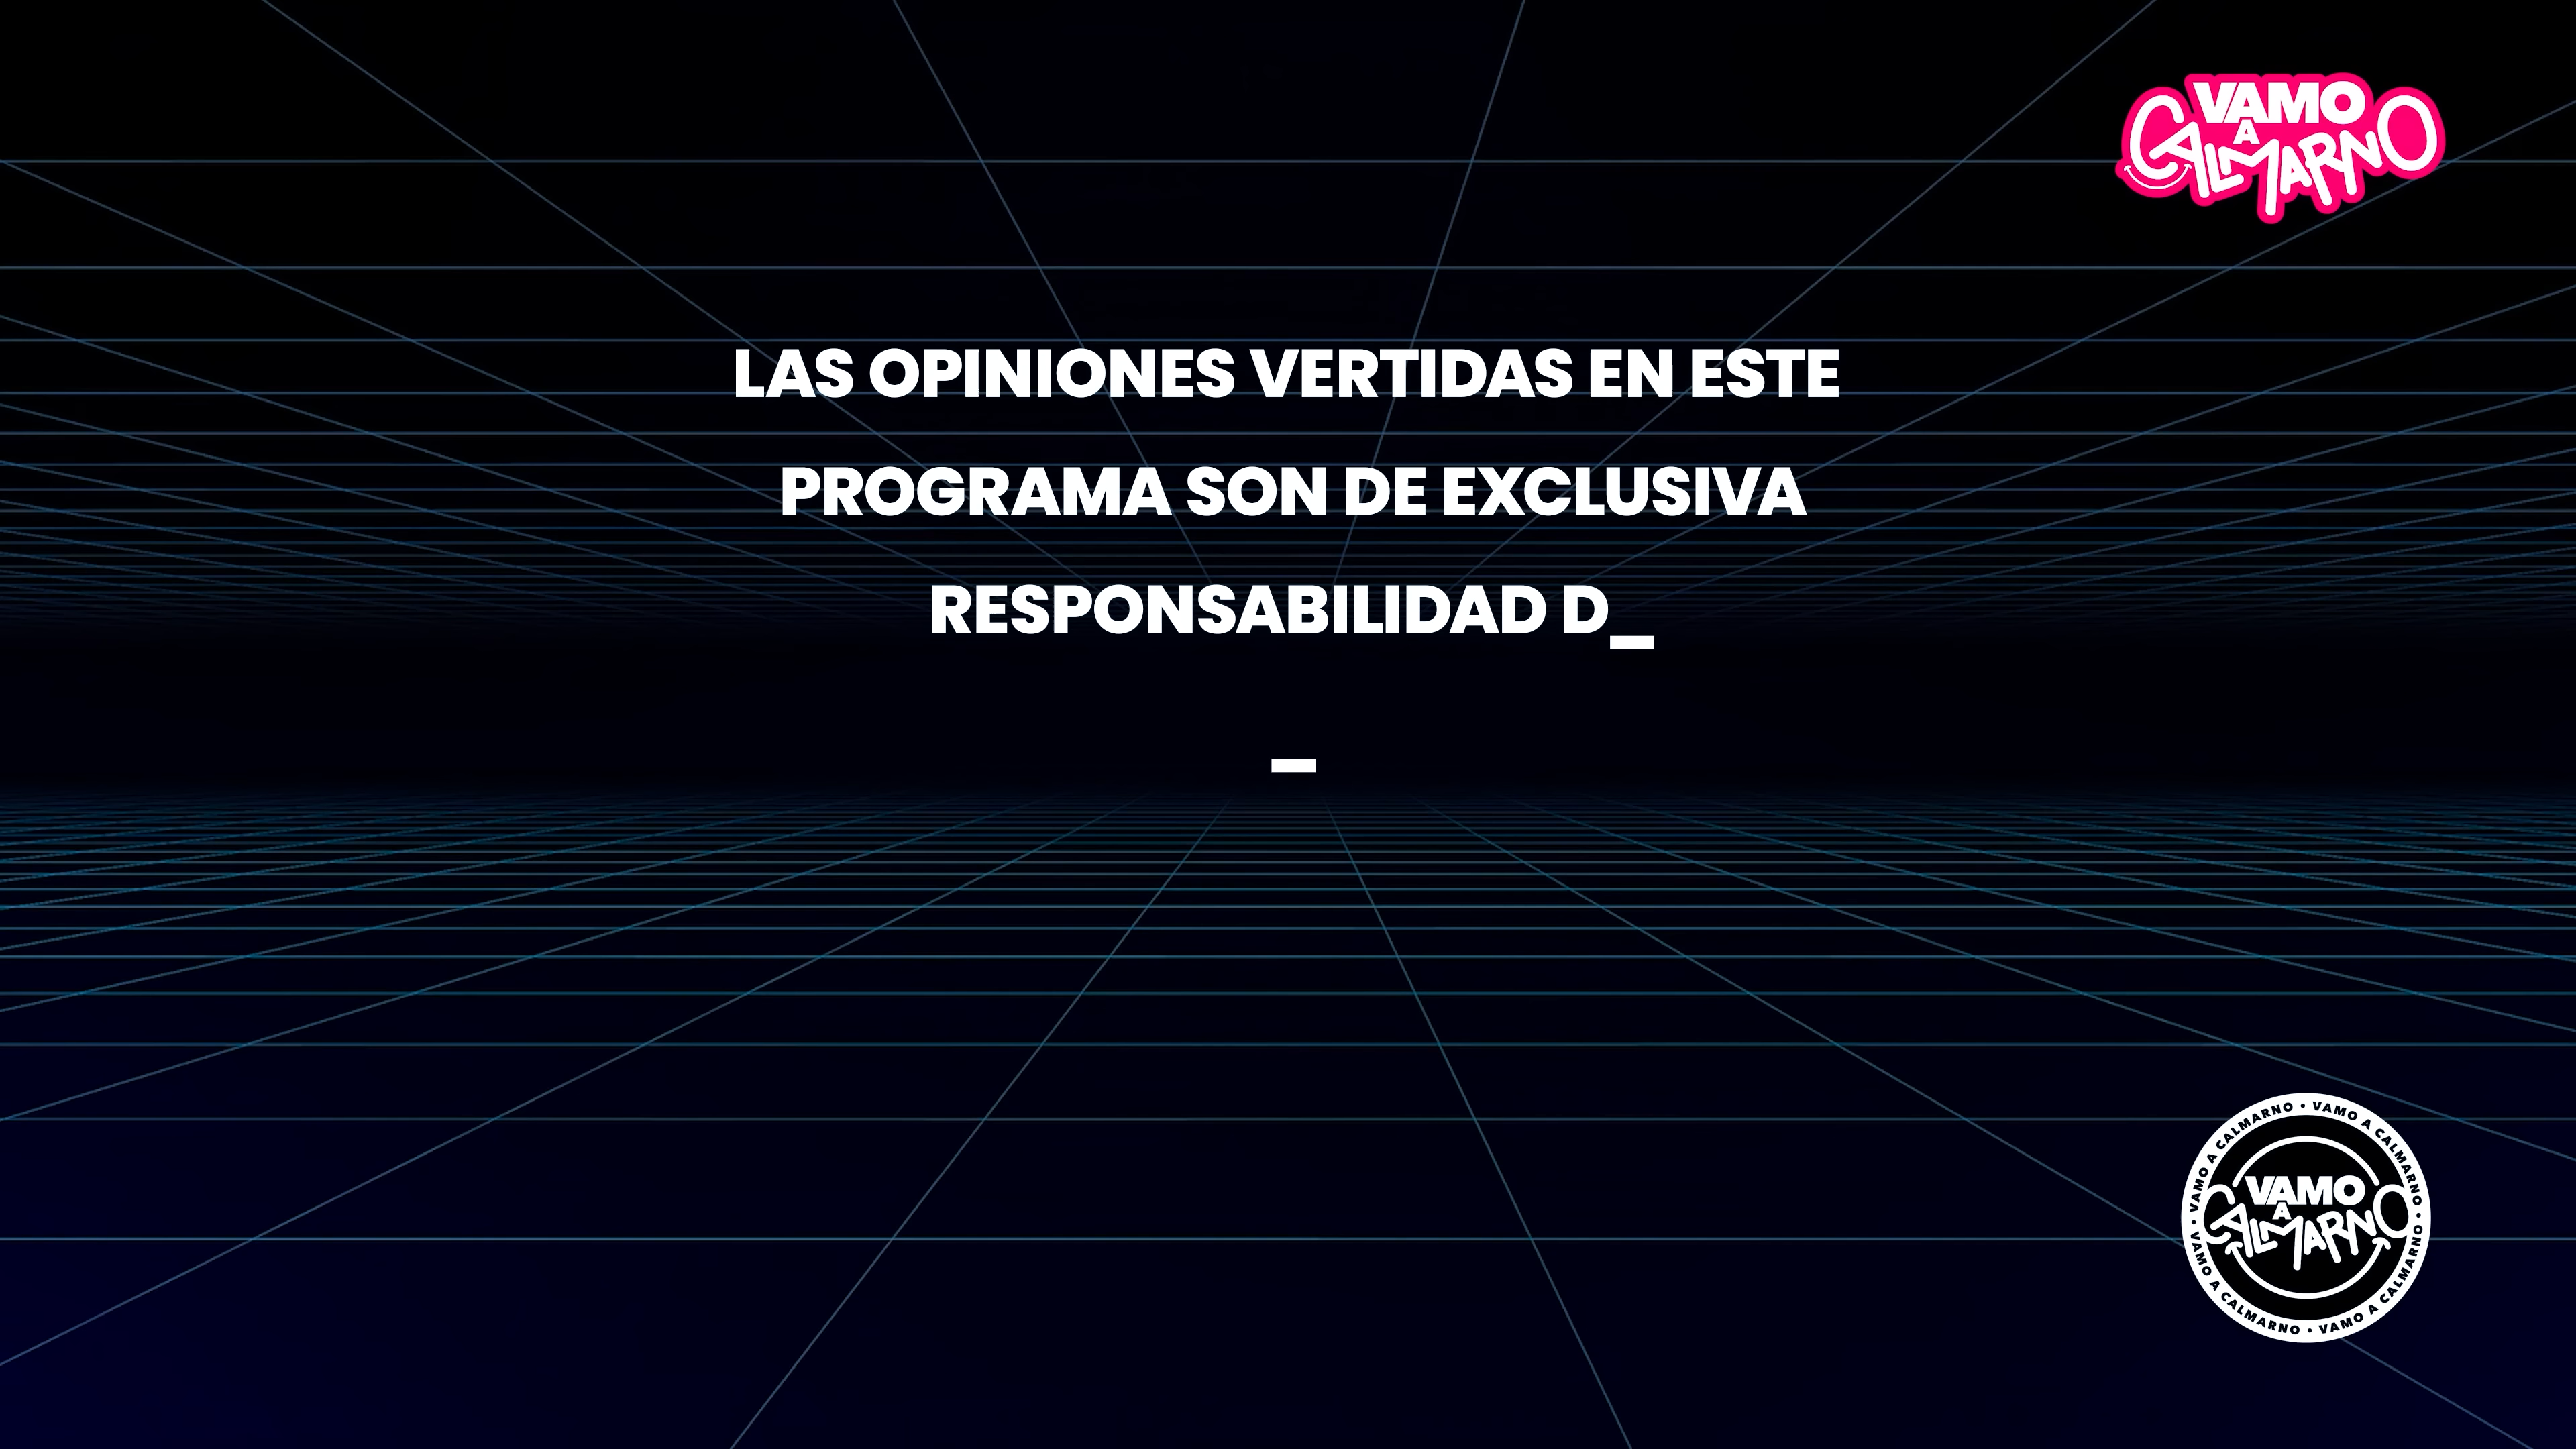 VAMO
A
CALMARNO
LAS OPINIONES VERTIDAS EN ESTE
PROGRAMA SON DE EXCLUSIVA
RESPONSABILIDAD D_
_
VAMO A CALMARNO • VAMO A CALMARNO • VAMO A CALMARNO • VAMO A CALMARNO •
VAMO
A
CALMARNO